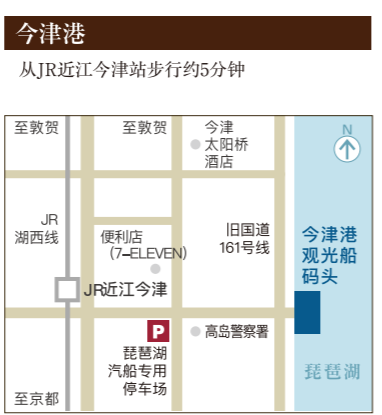 今津港
从JR近江今津站步行约5分钟
至敦贺
至敦贺
今津
太阳桥
酒店
N
JR
湖西线
便利店
（7–ELEVEN）
旧国道
161号线
今津港
观光船
码头
JR近江今津
P
高岛警察署
琵琶湖
汽船专用
停车场
琵琶湖
至京都